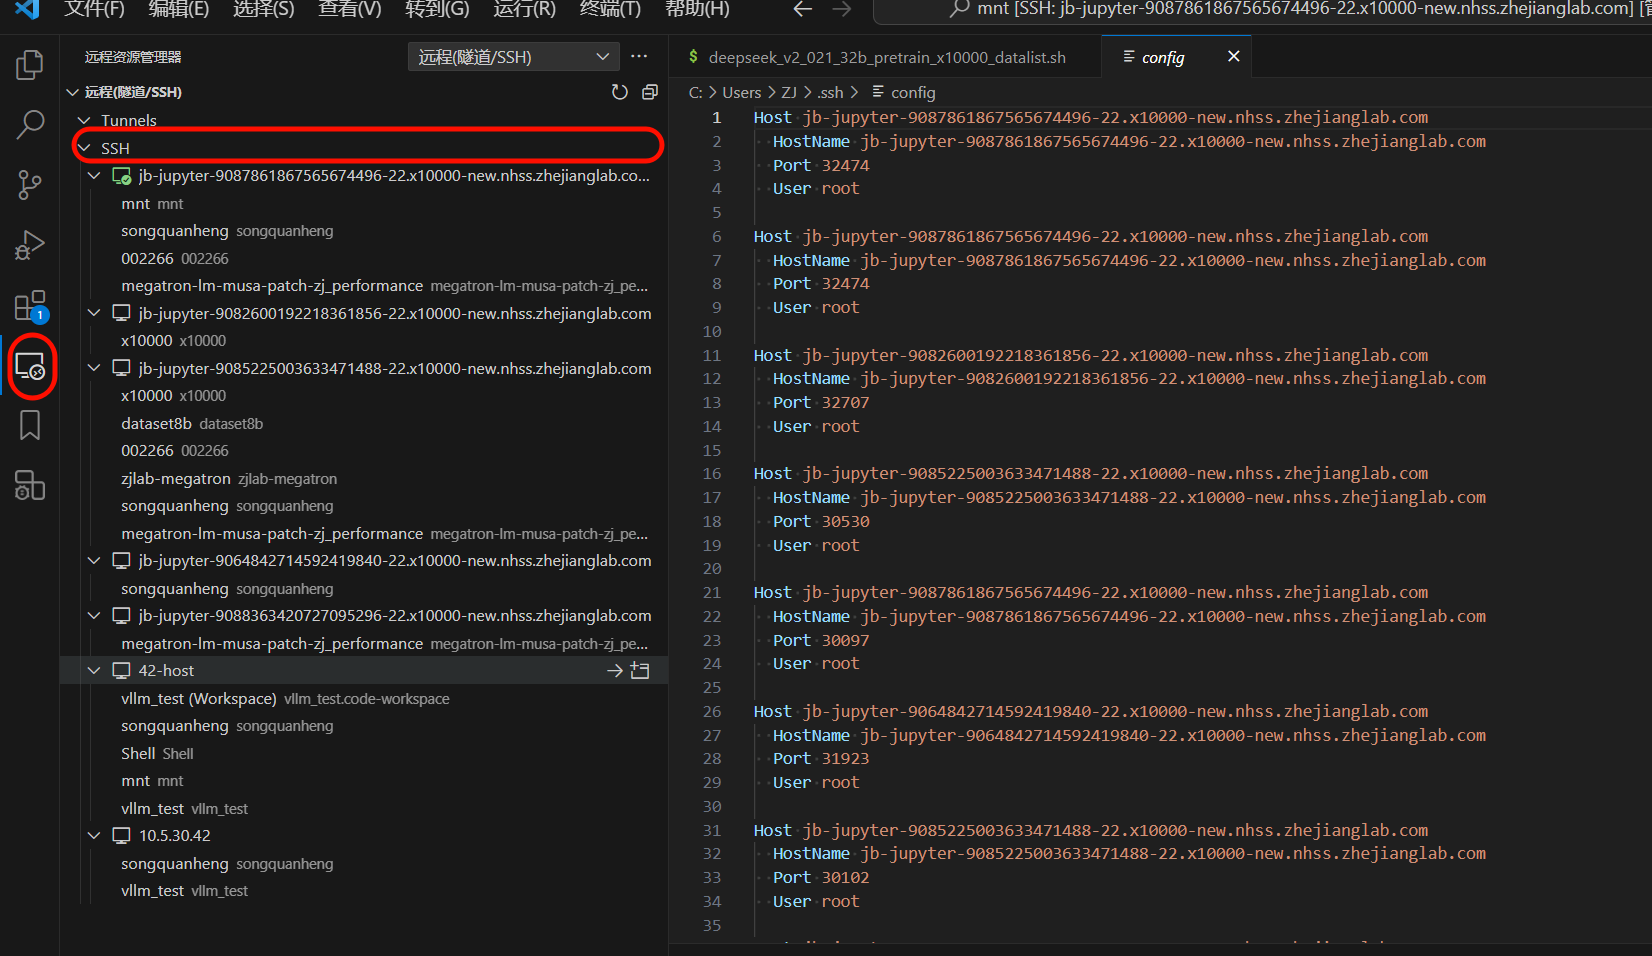 文件(F) 编辑(E) 选择(S) 查看(V) 转到(G) 运行(R) 终端(T) 帮助(H)
mnt [SSH: jb-jupyter-9087861867565674496-22.x10000-new.nhss.zhejianglab.com]
远程资源管理器
远程(隧道/SSH)
远程(隧道/SSH)
Tunnels
SSH
jb-jupyter-9087861867565674496-22.x10000-new.nhss.zhejianglab.co...
mnt mnt
songquanheng songquanheng
002266 002266
megatron-lm-musa-patch-zj_performance megatron-lm-musa-patch-zj_pe...
jb-jupyter-9082600192218361856-22.x10000-new.nhss.zhejianglab.com
x10000 x10000
jb-jupyter-9085225003633471488-22.x10000-new.nhss.zhejianglab.com
x10000 x10000
dataset8b dataset8b
002266 002266
zjlab-megatron zjlab-megatron
songquanheng songquanheng
megatron-lm-musa-patch-zj_performance megatron-lm-musa-patch-zj_pe...
jb-jupyter-9064842714592419840-22.x10000-new.nhss.zhejianglab.com
songquanheng songquanheng
jb-jupyter-9088363420727095296-22.x10000-new.nhss.zhejianglab.com
megatron-lm-musa-patch-zj_performance megatron-lm-musa-patch-zj_pe...
42-host
vllm_test (Workspace) vllm_test.code-workspace
songquanheng songquanheng
Shell Shell
mnt mnt
vllm_test vllm_test
10.5.30.42
songquanheng songquanheng
vllm_test vllm_test
1
$ deepseek_v2_021_32b_pretrain_x10000_datalist.sh
config
C: > Users > ZJ > .ssh > config
1 Host jb-jupyter-9087861867565674496-22.x10000-new.nhss.zhejianglab.com
2 HostName jb-jupyter-9087861867565674496-22.x10000-new.nhss.zhejianglab.com
3 Port 32474
4 User root
5
6 Host jb-jupyter-9087861867565674496-22.x10000-new.nhss.zhejianglab.com
7 HostName jb-jupyter-9087861867565674496-22.x10000-new.nhss.zhejianglab.com
8 Port 32474
9 User root
10
11 Host jb-jupyter-9082600192218361856-22.x10000-new.nhss.zhejianglab.com
12 HostName jb-jupyter-9082600192218361856-22.x10000-new.nhss.zhejianglab.com
13 Port 32707
14 User root
15
16 Host jb-jupyter-9085225003633471488-22.x10000-new.nhss.zhejianglab.com
17 HostName jb-jupyter-9085225003633471488-22.x10000-new.nhss.zhejianglab.com
18 Port 30530
19 User root
20
21 Host jb-jupyter-9087861867565674496-22.x10000-new.nhss.zhejianglab.com
22 HostName jb-jupyter-9087861867565674496-22.x10000-new.nhss.zhejianglab.com
23 Port 30097
24 User root
25
26 Host jb-jupyter-9064842714592419840-22.x10000-new.nhss.zhejianglab.com
27 HostName jb-jupyter-9064842714592419840-22.x10000-new.nhss.zhejianglab.com
28 Port 31923
29 User root
30
31 Host jb-jupyter-9085225003633471488-22.x10000-new.nhss.zhejianglab.com
32 HostName jb-jupyter-9085225003633471488-22.x10000-new.nhss.zhejianglab.com
33 Port 30102
34 User root
35